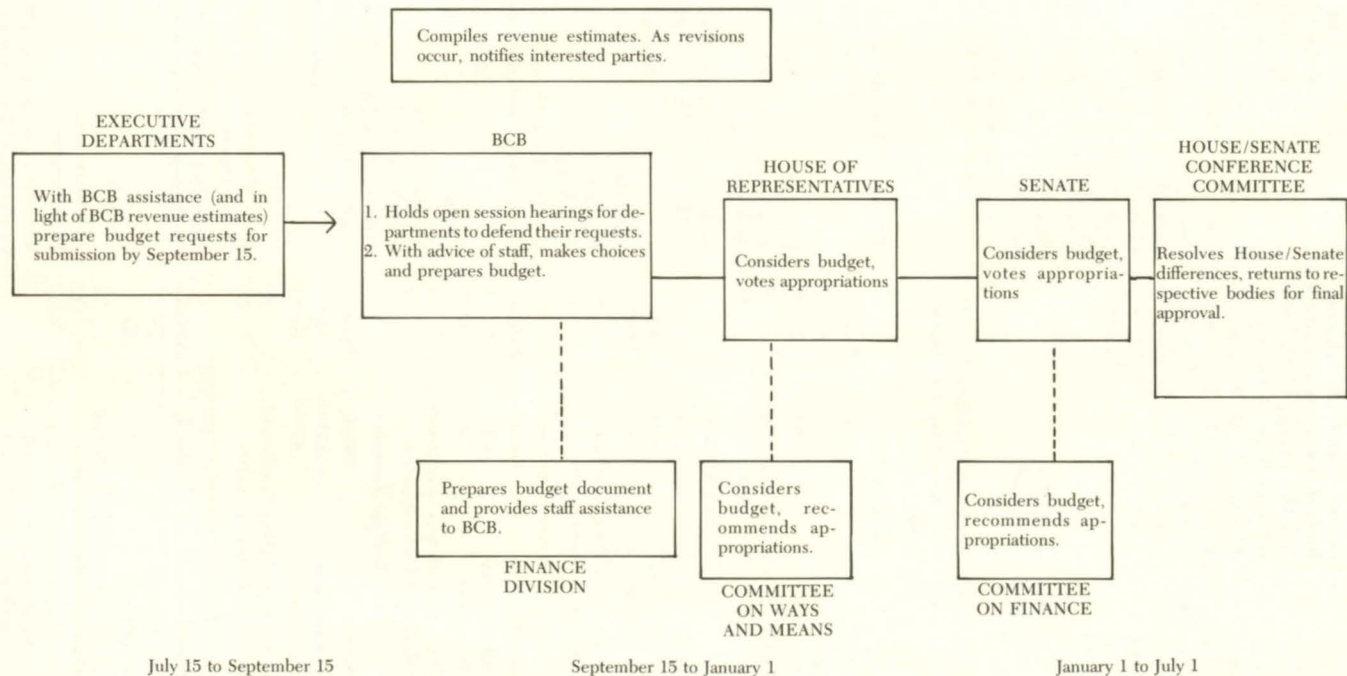 Compiles revenue estimates. As revisions
occur, notifies interested parties.
EXECUTIVE
DEPARTMENTS
With BCB assistance (and in
light of BCB revenue estimates)
prepare budget requests for
submission by September 15.
BCB
1. Holds open session hearings for de-
partments to defend their requests.
2. With advice of staff, makes choices
and prepares budget.
HOUSE OF
REPRESENTATIVES
Considers budget,
votes appropriations
SENATE
Considers budget,
votes appropria-
tions
HOUSE/SENATE
CONFERENCE
COMMITTEE
Resolves House/Senate
differences, returns to re-
spective bodies for final
approval.
Prepares budget document
and provides staff assistance
to BCB.
FINANCE
DIVISION
Considers
budget, rec-
ommends ap-
propriations.
COMMITTEE
ON WAYS
AND MEANS
Considers budget,
recommends ap-
propriations.
COMMITTEE
ON FINANCE
July 15 to September 15
September 15 to January 1
January 1 to July 1